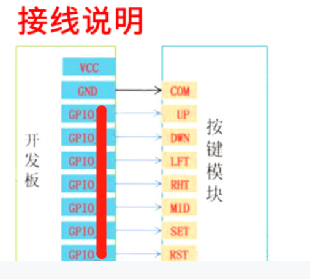 接线说明
VCC
GND COM
GPIO UP
GPIO DWN
GPIO LFT
GPIO RHT
GPIO MID
GPIO SET
GPIO RST
开发板
按键模块